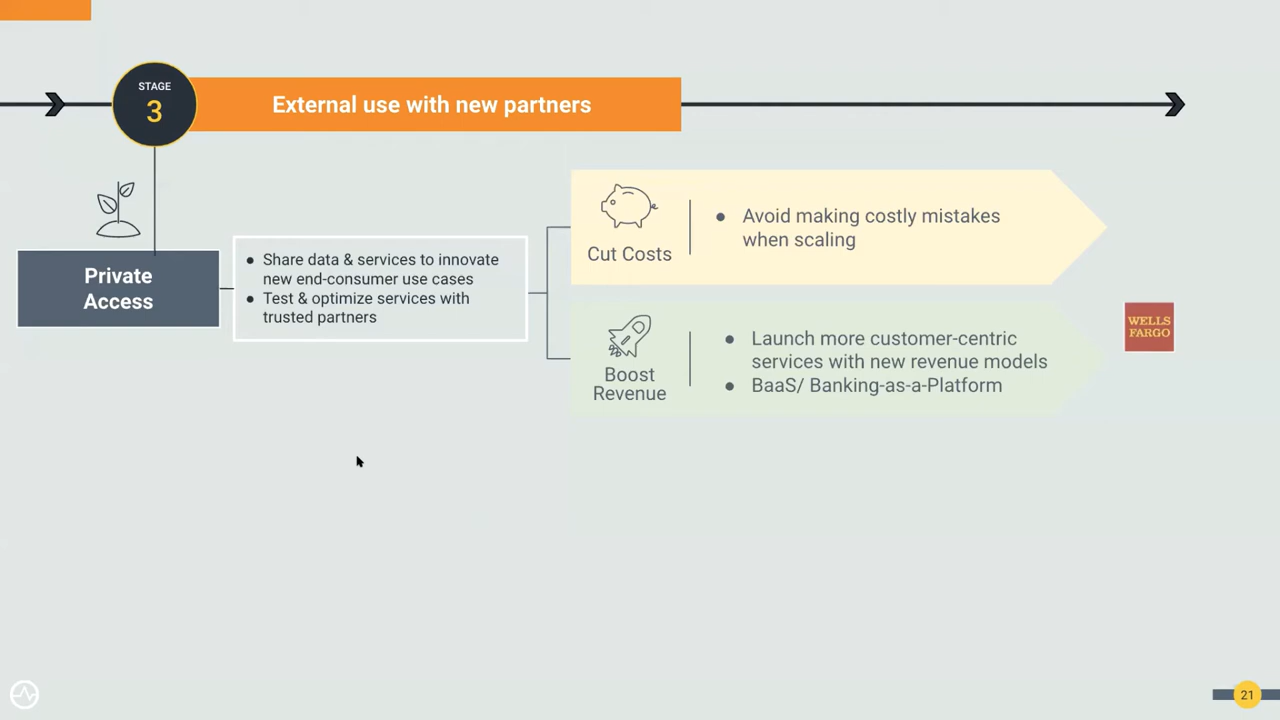 STAGE
3
External use with new partners
Private
Access
● Share data & services to innovate
new end-consumer use cases
● Test & optimize services with
trusted partners
Cut Costs
● Avoid making costly mistakes
when scaling
Boost
Revenue
● Launch more customer-centric
services with new revenue models
● BaaS/ Banking-as-a-Platform
WELLS
FARGO
21